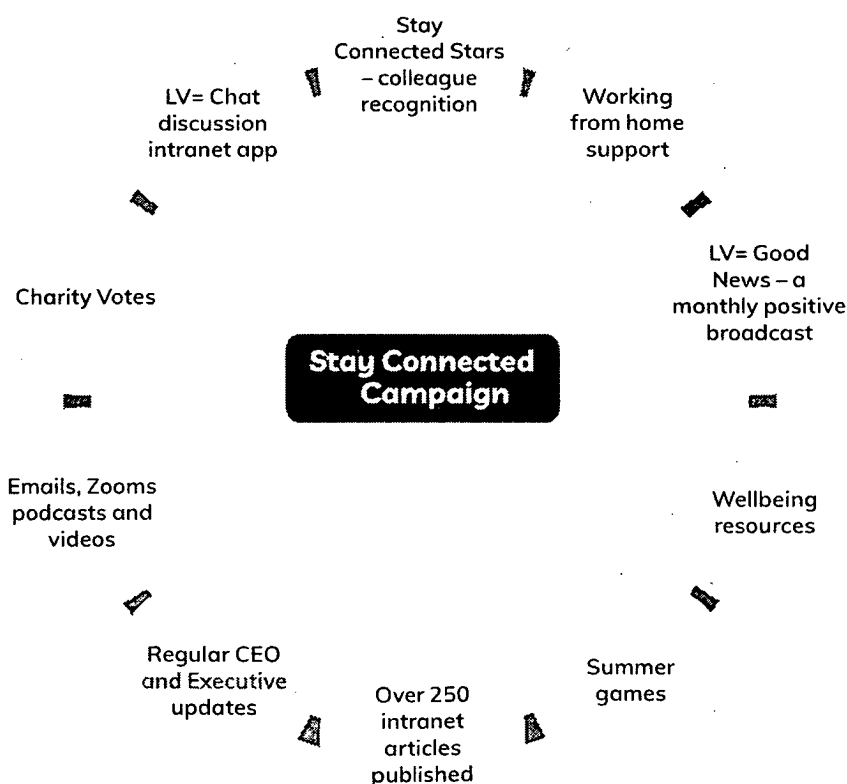 Stay
Connected Stars
– colleague
recognition
Working
from home
support
LV= Good
News – a
monthly positive
broadcast
Wellbeing
resources
Summer
games
Over 250
intranet
articles
published
Regular CEO
and Executive
updates
Emails, Zooms
podcasts and
videos
Charity Votes
LV= Chat
discussion
intranet app
Stay Connected
Campaign